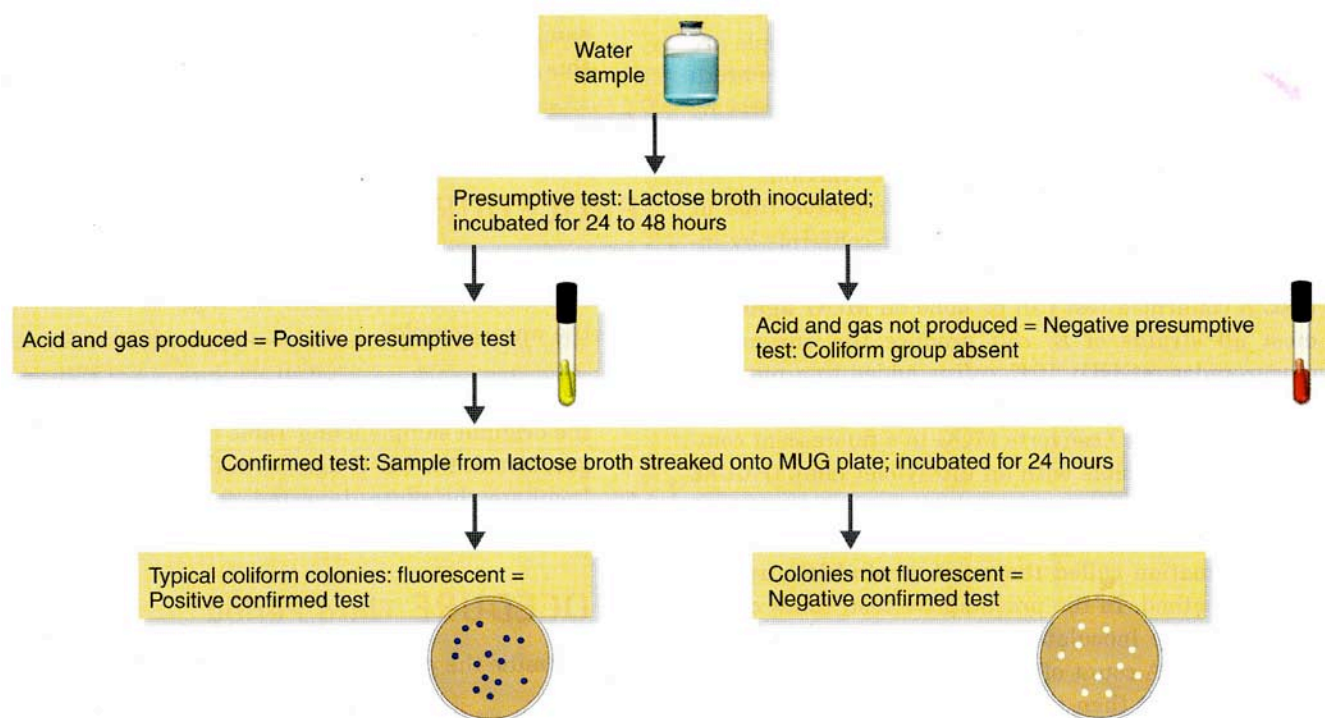 Water
sample
Presumptive test: Lactose broth inoculated;
incubated for 24 to 48 hours
Acid and gas produced = Positive presumptive test
Acid and gas not produced = Negative presumptive
test: Coliform group absent
Confirmed test: Sample from lactose broth streaked onto MUG plate; incubated for 24 hours
Typical coliform colonies: fluorescent =
Positive confirmed test
Colonies not fluorescent =
Negative confirmed test